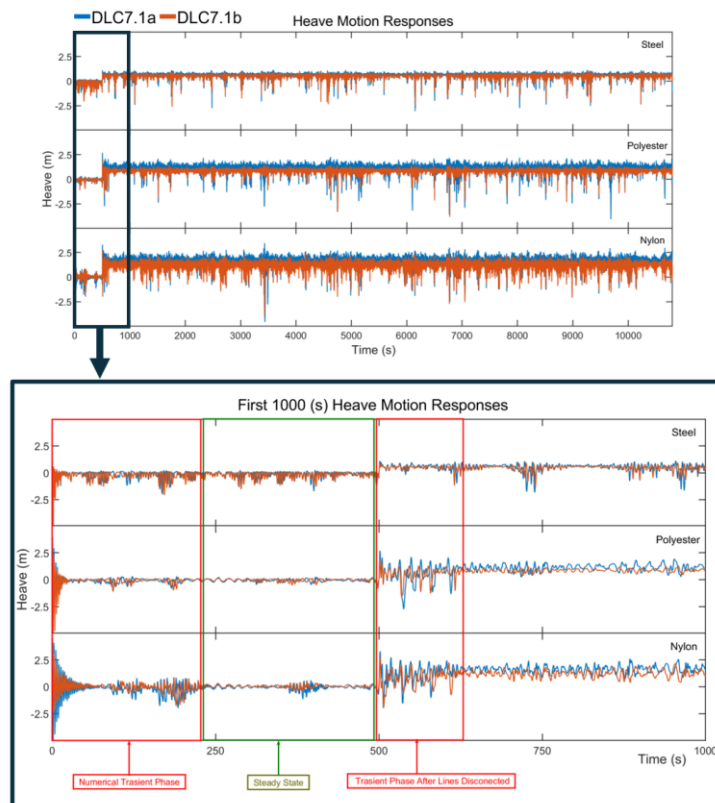 DLC7.1a DLC7.1b
Heave Motion Responses
Steel
2.5
0
-2.5
Polyester
2.5
0
-2.5
Heave (m)
Nylon
2.5
0
-2.5
0 1000 2000 3000 4000 5000 6000 7000 8000 9000 10000
Time (s)
First 1000 (s) Heave Motion Responses
Steel
2.5
0
-2.5
Polyester
2.5
0
-2.5
Heave (m)
Nylon
2.5
0
-2.5
0 250 500 750 1000
Time (s)
Numerical Trasient Phase
Steady State
Trasient Phase After Lines Disconected